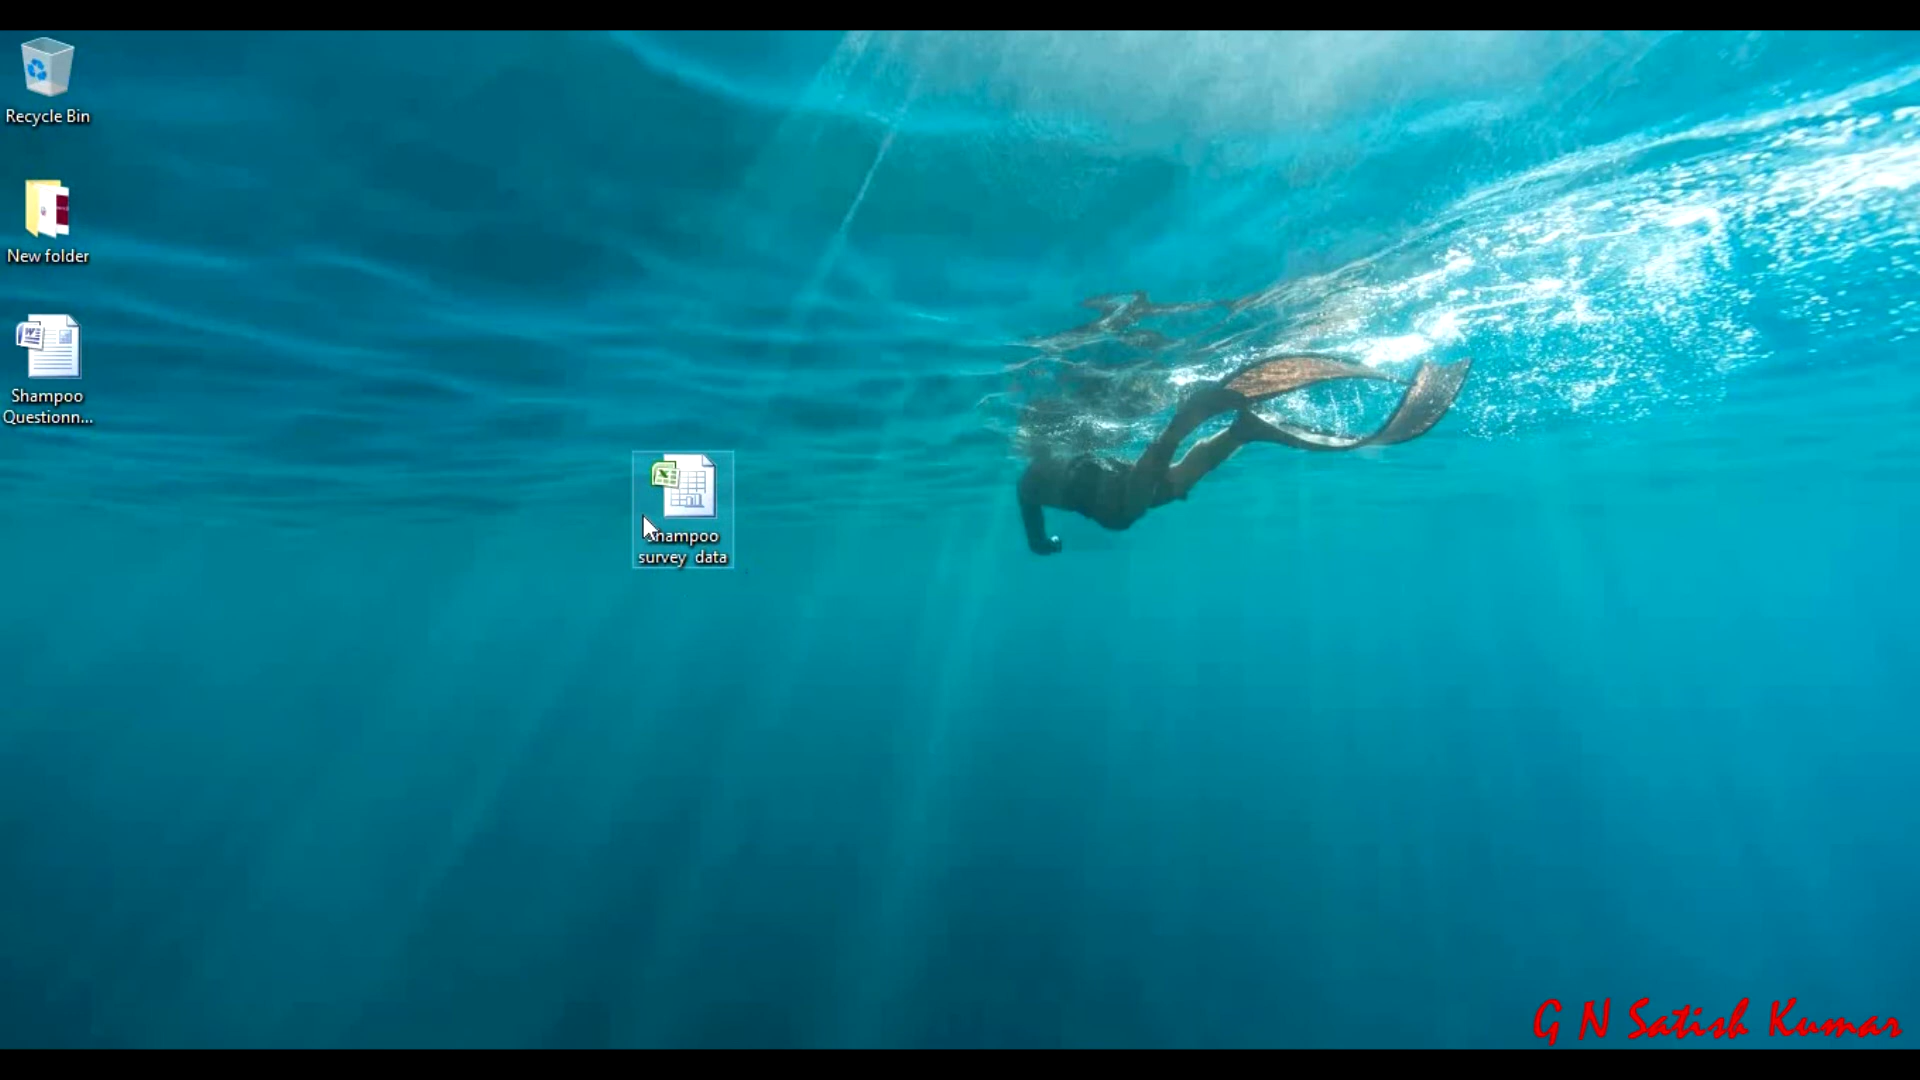 Recycle Bin
New folder
Shampoo
Questionn...
Shampoo
survey data
G N Satish Kumar